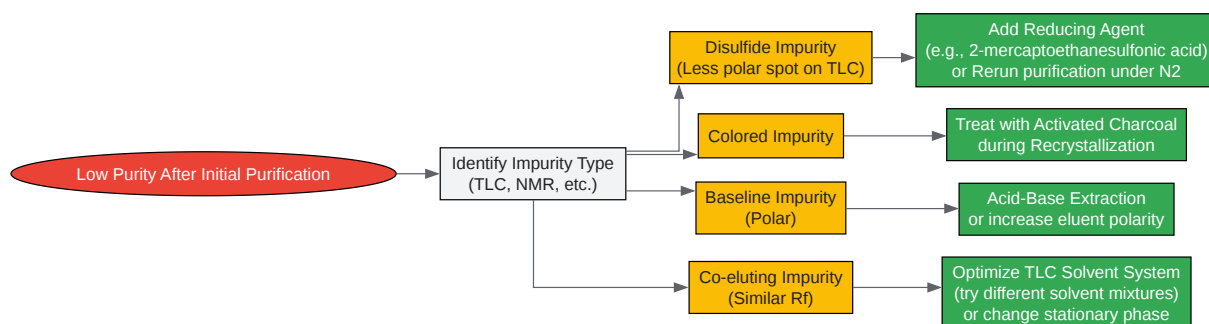 Low Purity After Initial Purification
Identify Impurity Type
(TLC, NMR, etc.)
Disulfide Impurity
(Less polar spot on TLC)
Add Reducing Agent
(e.g., 2-mercaptoethanesulfonic acid)
or Rerun purification under N2
Colored Impurity
Treat with Activated Charcoal
during Recrystallization
Baseline Impurity
(Polar)
Acid-Base Extraction
or increase eluent polarity
Co-eluting Impurity
(Similar Rf)
Optimize TLC Solvent System
(try different solvent mixtures)
or change stationary phase